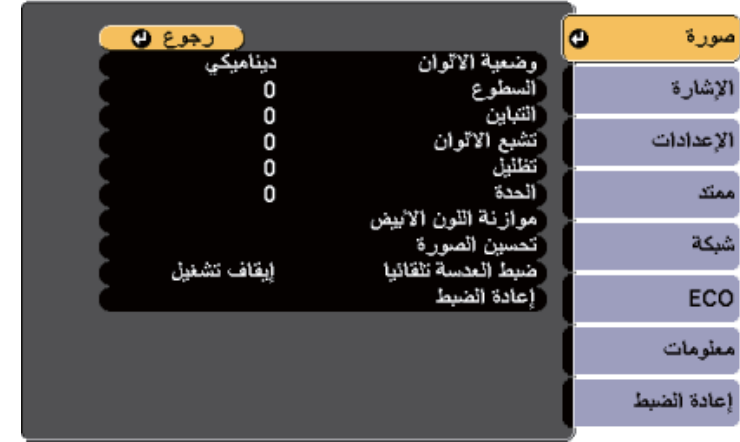 صورة
الإشارة
الإعدادات
ممتد
شبكة
ECO
معلومات
إعادة الضبط
رجوع
وضعية الألوان ديناميكي
السطوع 0
التباين 0
تشبع الألوان 0
تظليل 0
الحدة 0
موازنة اللون الأبيض
تحسين الصورة
ضبط العدسة تلقائيا إيقاف تشغيل
إعادة الضبط